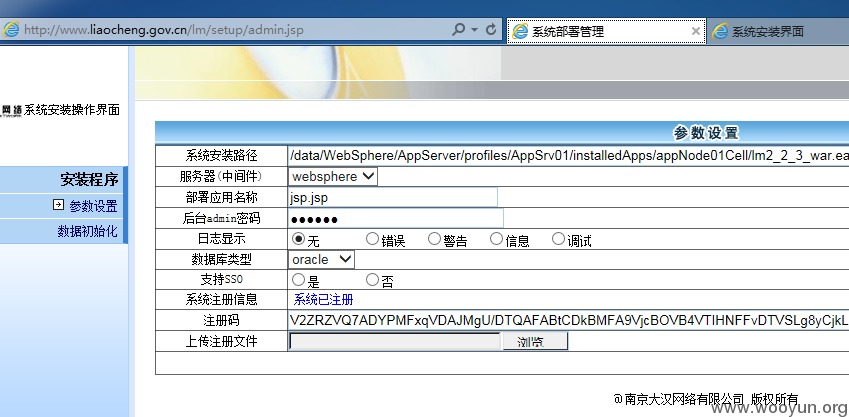 http://www.liaocheng.gov.cn/lm/setup/admin.jsp
系统部署管理
系统安装界面
网络 系统安装操作界面
安装程序
参数设置
数据初始化
参数设置
系统安装路径 /data/WebSphere/AppServer/profiles/AppSrv01/installedApps/appNode01Cell/lm2_2_3_war.ea
服务器(中间件) websphere
部署应用名称 jsp.jsp
后台admin密码 ●●●●●●
日志显示 无 错误 警告 信息 调试
数据库类型 oracle
支持SSO 是 否
系统注册信息 系统已注册
注册码 V2ZRZVQ7ADYPMFxqVDAJMgU/DTQAFABtCDkBMFA9VjcBOVB4VTIHNFFvDTVSLg8yCjkL
上传注册文件 浏览
@南京大汉网络有限公司 版权所有
www.wooyun.org